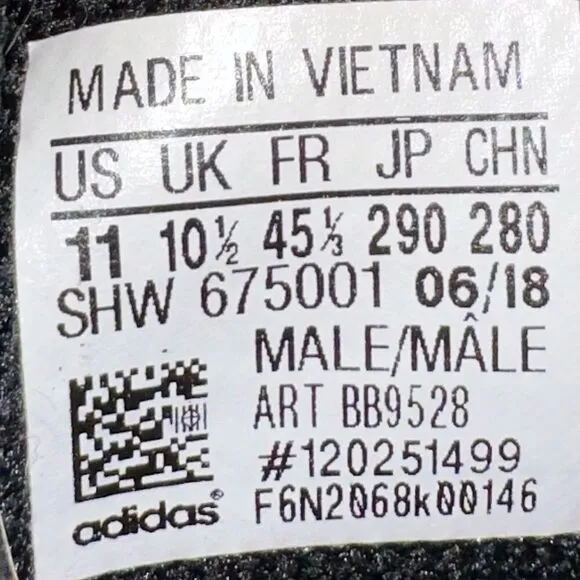 MADE IN VIETNAM
US UK FR JP CHN
11 10½ 45⅓ 290 280
SHW 675001 06/18
MALE/MÂLE
ART BB9528
#120251499
adidas® F6N2068k00146